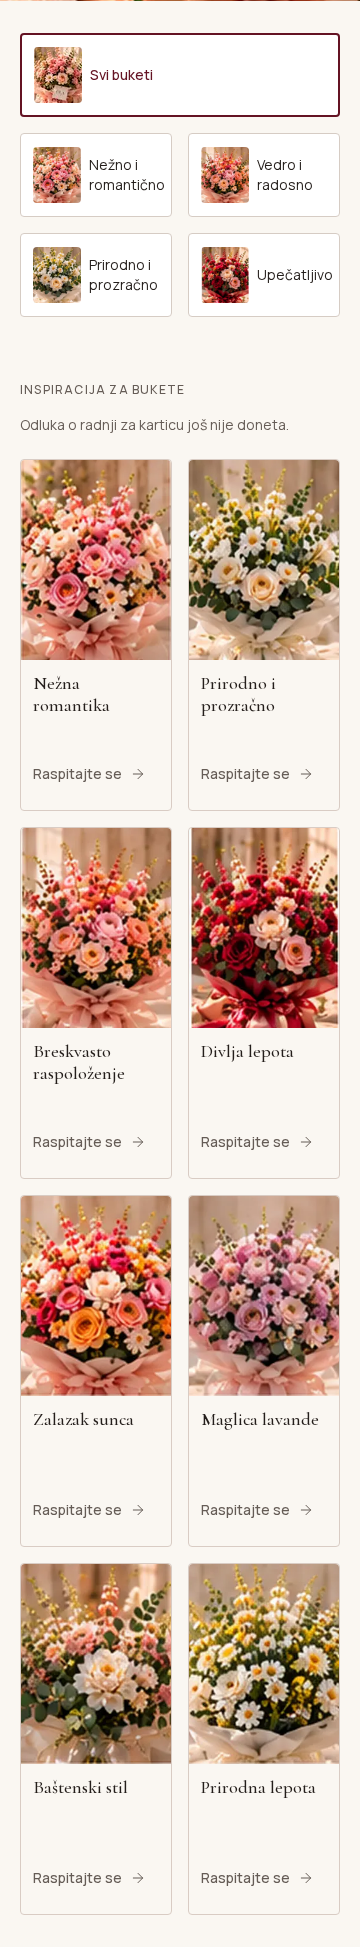 Svi buketi
Nežno i
romantično
Vedro i
radosno
Prirodno i
prozračno
Upečatljivo
INSPIRACIJA ZA BUKETE
Odluka o radnji za karticu još nije doneta.
Nežna
romantika
Raspitajte se →
Prirodno i
prozračno
Raspitajte se →
Breskvasto
raspoloženje
Raspitajte se →
Divlja lepota
Raspitajte se →
Zalazak sunca
Raspitajte se →
Maglica lavande
Raspitajte se →
Baštenski stil
Raspitajte se →
Prirodna lepota
Raspitajte se →